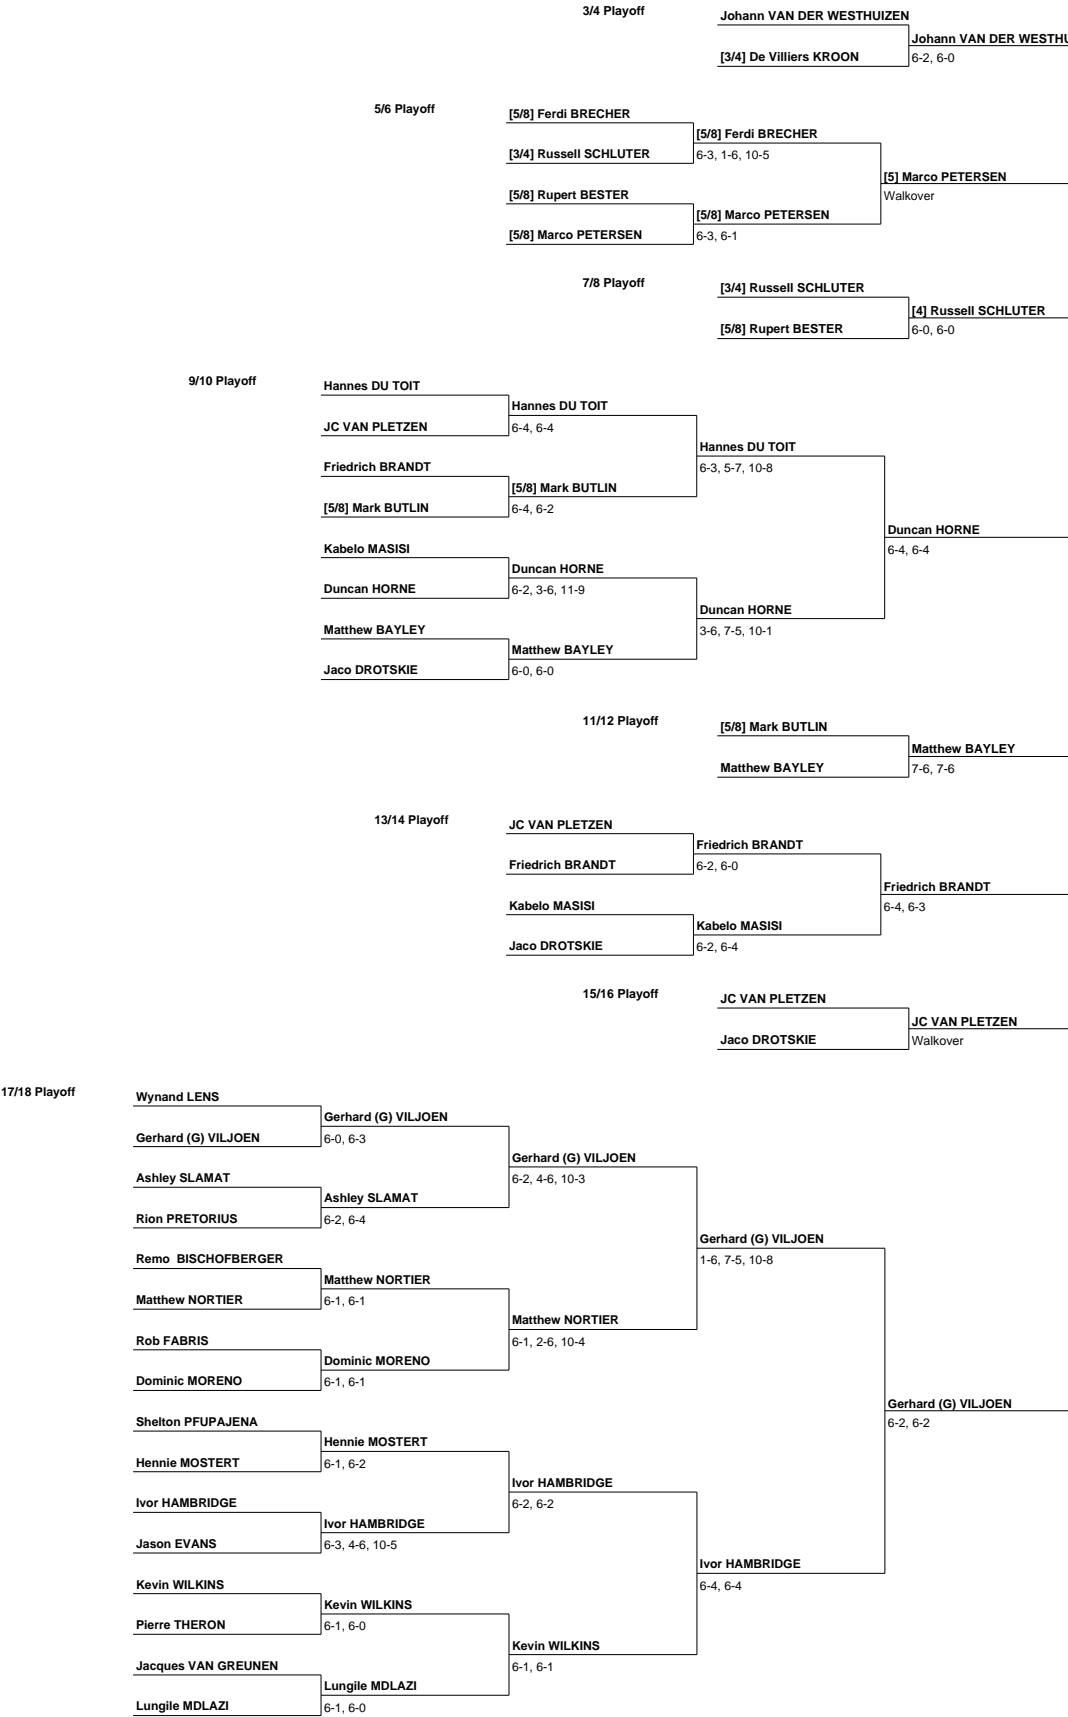 3/4 Playoff
Johann VAN DER WESTHUIZEN
Johann VAN DER WESTHU
[3/4] De Villiers KROON
6-2, 6-0
5/6 Playoff
[5/8] Ferdi BRECHER
[5/8] Ferdi BRECHER
[3/4] Russell SCHLUTER
6-3, 1-6, 10-5
[5] Marco PETERSEN
[5/8] Rupert BESTER
Walkover
[5/8] Marco PETERSEN
[5/8] Marco PETERSEN
6-3, 6-1
7/8 Playoff
[3/4] Russell SCHLUTER
[4] Russell SCHLUTER
[5/8] Rupert BESTER
6-0, 6-0
9/10 Playoff
Hannes DU TOIT
Hannes DU TOIT
JC VAN PLETZEN
6-4, 6-4
Hannes DU TOIT
Friedrich BRANDT
6-3, 5-7, 10-8
[5/8] Mark BUTLIN
[5/8] Mark BUTLIN
6-4, 6-2
Duncan HORNE
Kabelo MASISI
6-4, 6-4
Duncan HORNE
Duncan HORNE
6-2, 3-6, 11-9
Duncan HORNE
Matthew BAYLEY
3-6, 7-5, 10-1
Matthew BAYLEY
Jaco DROTSKIE
6-0, 6-0
11/12 Playoff
[5/8] Mark BUTLIN
Matthew BAYLEY
Matthew BAYLEY
7-6, 7-6
13/14 Playoff
JC VAN PLETZEN
Friedrich BRANDT
Friedrich BRANDT
6-2, 6-0
Friedrich BRANDT
Kabelo MASISI
6-4, 6-3
Kabelo MASISI
Jaco DROTSKIE
6-2, 6-4
15/16 Playoff
JC VAN PLETZEN
JC VAN PLETZEN
Jaco DROTSKIE
Walkover
17/18 Playoff
Wynand LENS
Gerhard (G) VILJOEN
Gerhard (G) VILJOEN
6-0, 6-3
Gerhard (G) VILJOEN
Ashley SLAMAT
6-2, 4-6, 10-3
Ashley SLAMAT
Rion PRETORIUS
6-2, 6-4
Gerhard (G) VILJOEN
Remo  BISCHOFBERGER
1-6, 7-5, 10-8
Matthew NORTIER
Matthew NORTIER
6-1, 6-1
Matthew NORTIER
Rob FABRIS
6-1, 2-6, 10-4
Dominic MORENO
Dominic MORENO
6-1, 6-1
Gerhard (G) VILJOEN
Shelton PFUPAJENA
6-2, 6-2
Hennie MOSTERT
Hennie MOSTERT
6-1, 6-2
Ivor HAMBRIDGE
Ivor HAMBRIDGE
6-2, 6-2
Ivor HAMBRIDGE
Jason EVANS
6-3, 4-6, 10-5
Ivor HAMBRIDGE
Kevin WILKINS
6-4, 6-4
Kevin WILKINS
Pierre THERON
6-1, 6-0
Kevin WILKINS
Jacques VAN GREUNEN
6-1, 6-1
Lungile MDLAZI
Lungile MDLAZI
6-1, 6-0